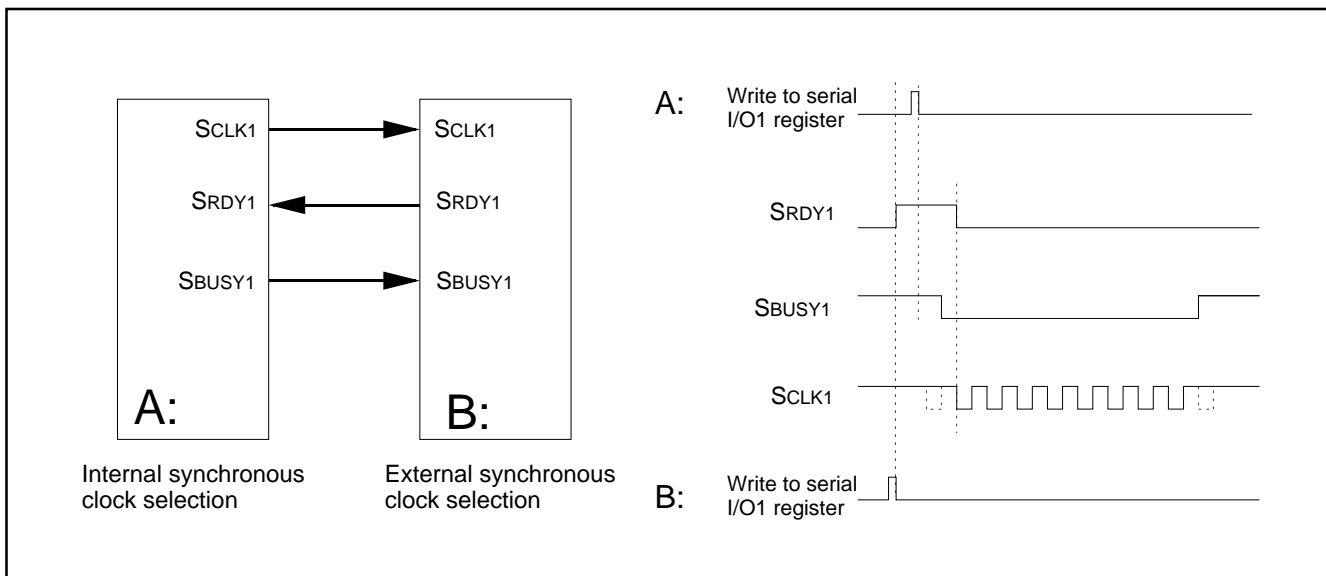 SCLK1
SRDY1
SBUSY1
A:
Internal synchronous
clock selection
SCLK1
SRDY1
SBUSY1
B:
External synchronous
clock selection
A:
Write to serial
I/O1 register
SRDY1
SBUSY1
SCLK1
B:
Write to serial
I/O1 register